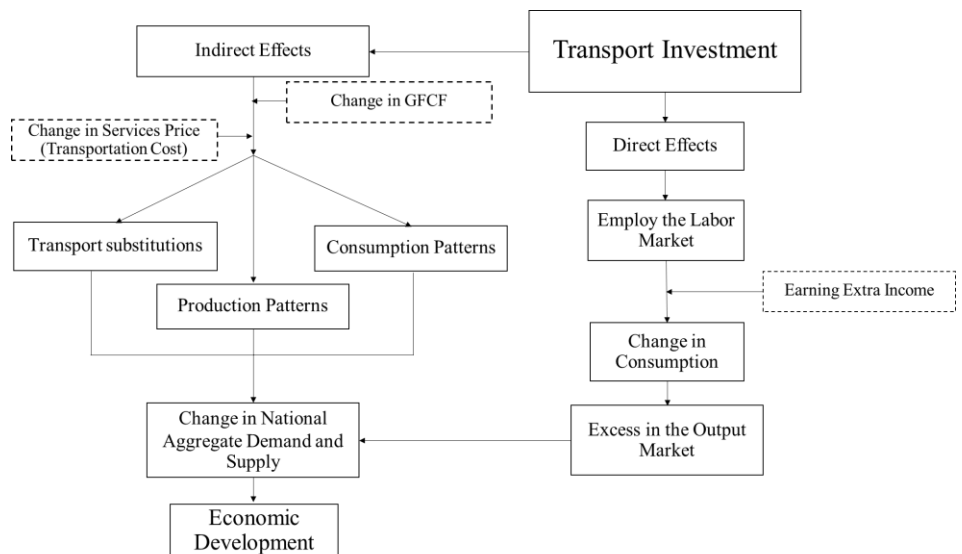 Indirect Effects
Transport Investment
Change in GFCF
Change in Services Price
(Transportation Cost)
Direct Effects
Employ the Labor
Market
Transport substitutions
Consumption Patterns
Production Patterns
Earning Extra Income
Change in
Consumption
Change in National
Aggregate Demand and
Supply
Excess in the Output
Market
Economic
Development